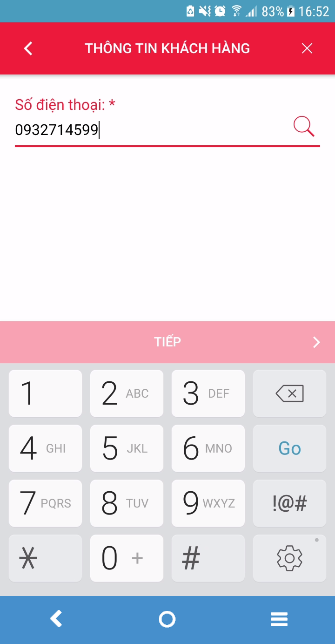 83% 16:52
THÔNG TIN KHÁCH HÀNG
Số điện thoại: *
0932714599
TIẾP
1 2 ABC 3 DEF
4 GHI 5 JKL 6 MNO Go
7 PQRS 8 TUV 9 WXYZ !@#
* 0 + #